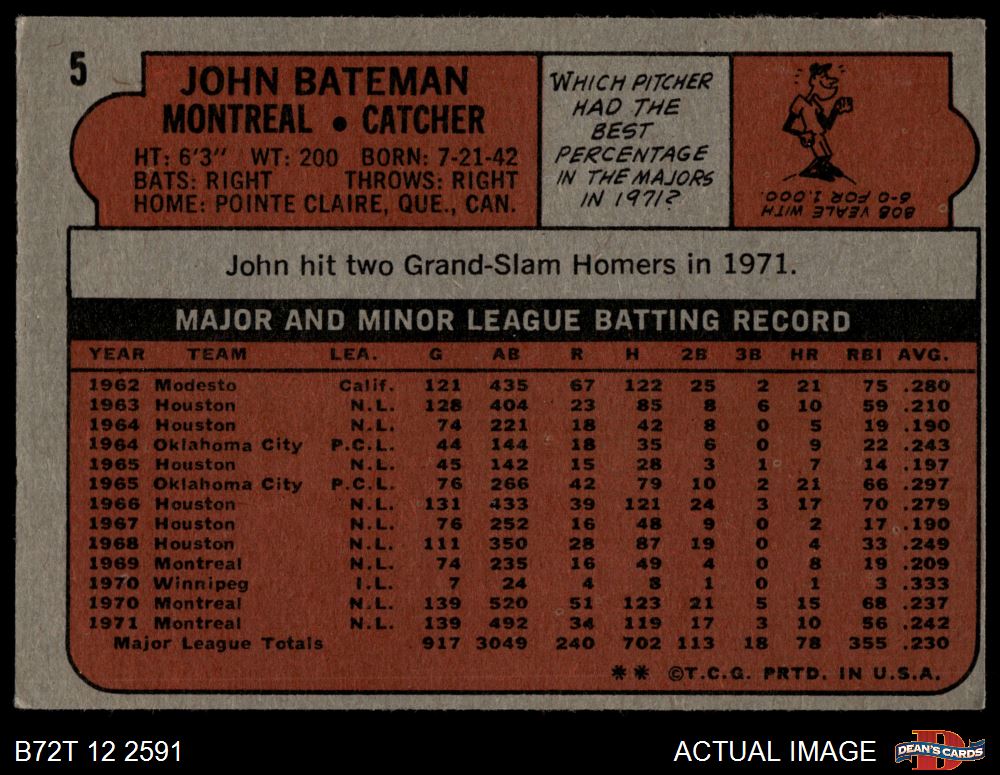 5
JOHN BATEMAN
MONTREAL • CATCHER
HT: 6'3" WT: 200 BORN: 7-21-42
BATS: RIGHT THROWS: RIGHT
HOME: POINTE CLAIRE, QUE., CAN.
WHICH PITCHER
HAD THE
BEST
PERCENTAGE
IN THE MAJORS
IN 1971?
BOB VEALE WITH
6-0 FOR 1.000.
John hit two Grand-Slam Homers in 1971.
MAJOR AND MINOR LEAGUE BATTING RECORD
YEAR TEAM LEA. G AB R H 2B 3B HR RBI AVG.
1962 Modesto Calif. 121 435 67 122 25 2 21 75 .280
1963 Houston N.L. 128 404 23 85 8 6 10 59 .210
1964 Houston N.L. 74 221 18 42 8 0 5 19 .190
1964 Oklahoma City P.C.L. 44 144 18 35 6 0 9 22 .243
1965 Houston N.L. 45 142 15 28 3 1 7 14 .197
1965 Oklahoma City P.C.L. 76 266 42 79 10 2 21 66 .297
1966 Houston N.L. 131 433 39 121 24 3 17 70 .279
1967 Houston N.L. 76 252 16 48 9 0 2 17 .190
1968 Houston N.L. 111 350 28 87 19 0 4 33 .249
1969 Montreal N.L. 74 235 16 49 4 0 8 19 .209
1970 Winnipeg I.L. 7 24 4 8 1 0 1 3 .333
1970 Montreal N.L. 139 520 51 123 21 5 15 68 .237
1971 Montreal N.L. 139 492 34 119 17 3 10 56 .242
Major League Totals 917 3049 240 702 113 18 78 355 .230
** ©T.C.G. PRTD. IN U.S.A.
B72T 12 2591
ACTUAL IMAGE
DEAN'S CARDS